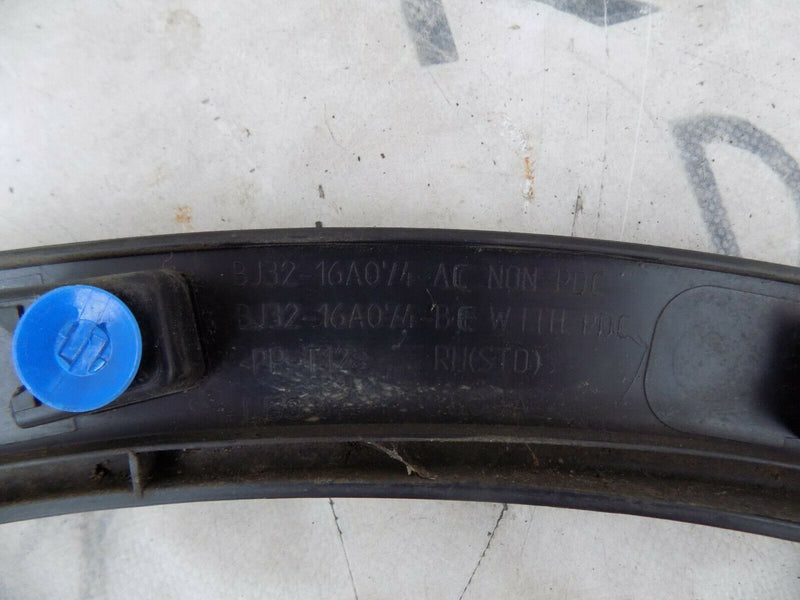 BJ32-16A074-AC NON PDC
BJ32-16A074-BE WITH PDC
RH(STD)